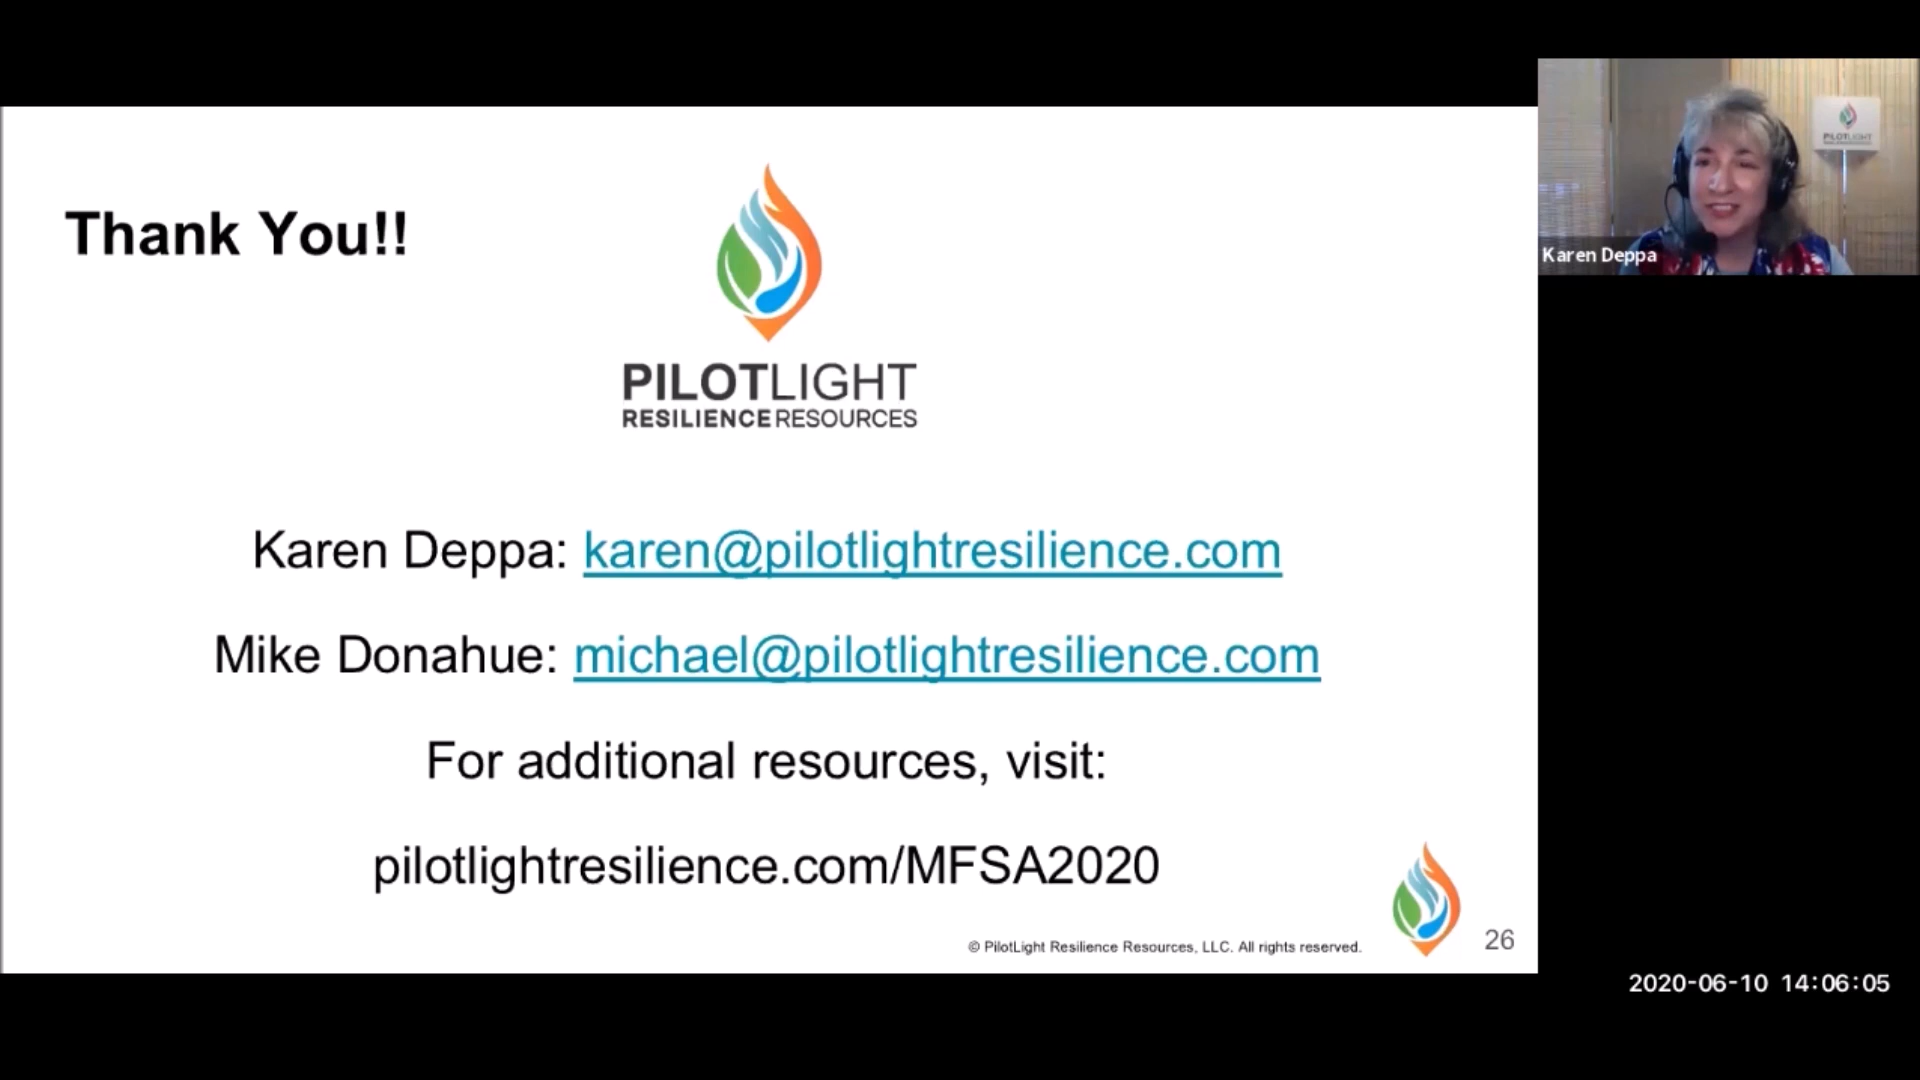 Thank You!!
PILOTLIGHT
RESILIENCE RESOURCES
Karen Deppa: karen@pilotlightresilience.com
Mike Donahue: michael@pilotlightresilience.com
For additional resources, visit:
pilotlightresilience.com/MFSA2020
© PilotLight Resilience Resources, LLC. All rights reserved.
26
PILOTLIGHT
Karen Deppa
2020-06-10 14:06:05